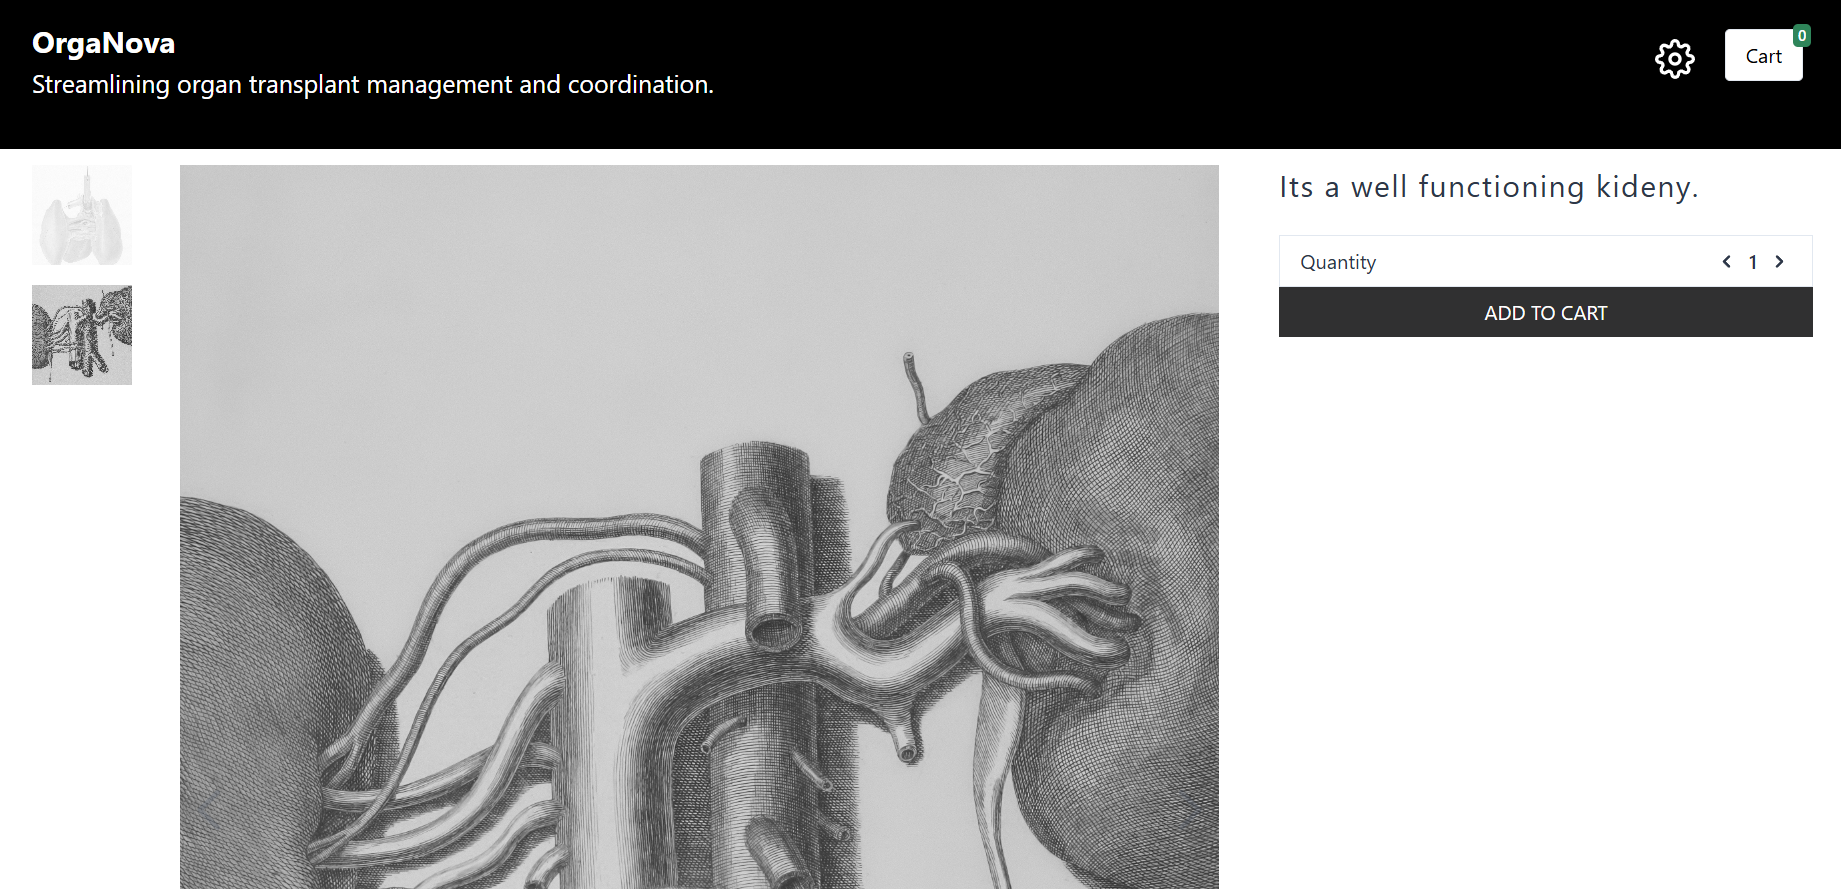 OrgaNova
Streamlining organ transplant management and coordination.
Cart
0
Its a well functioning kideny.
Quantity
1
ADD TO CART